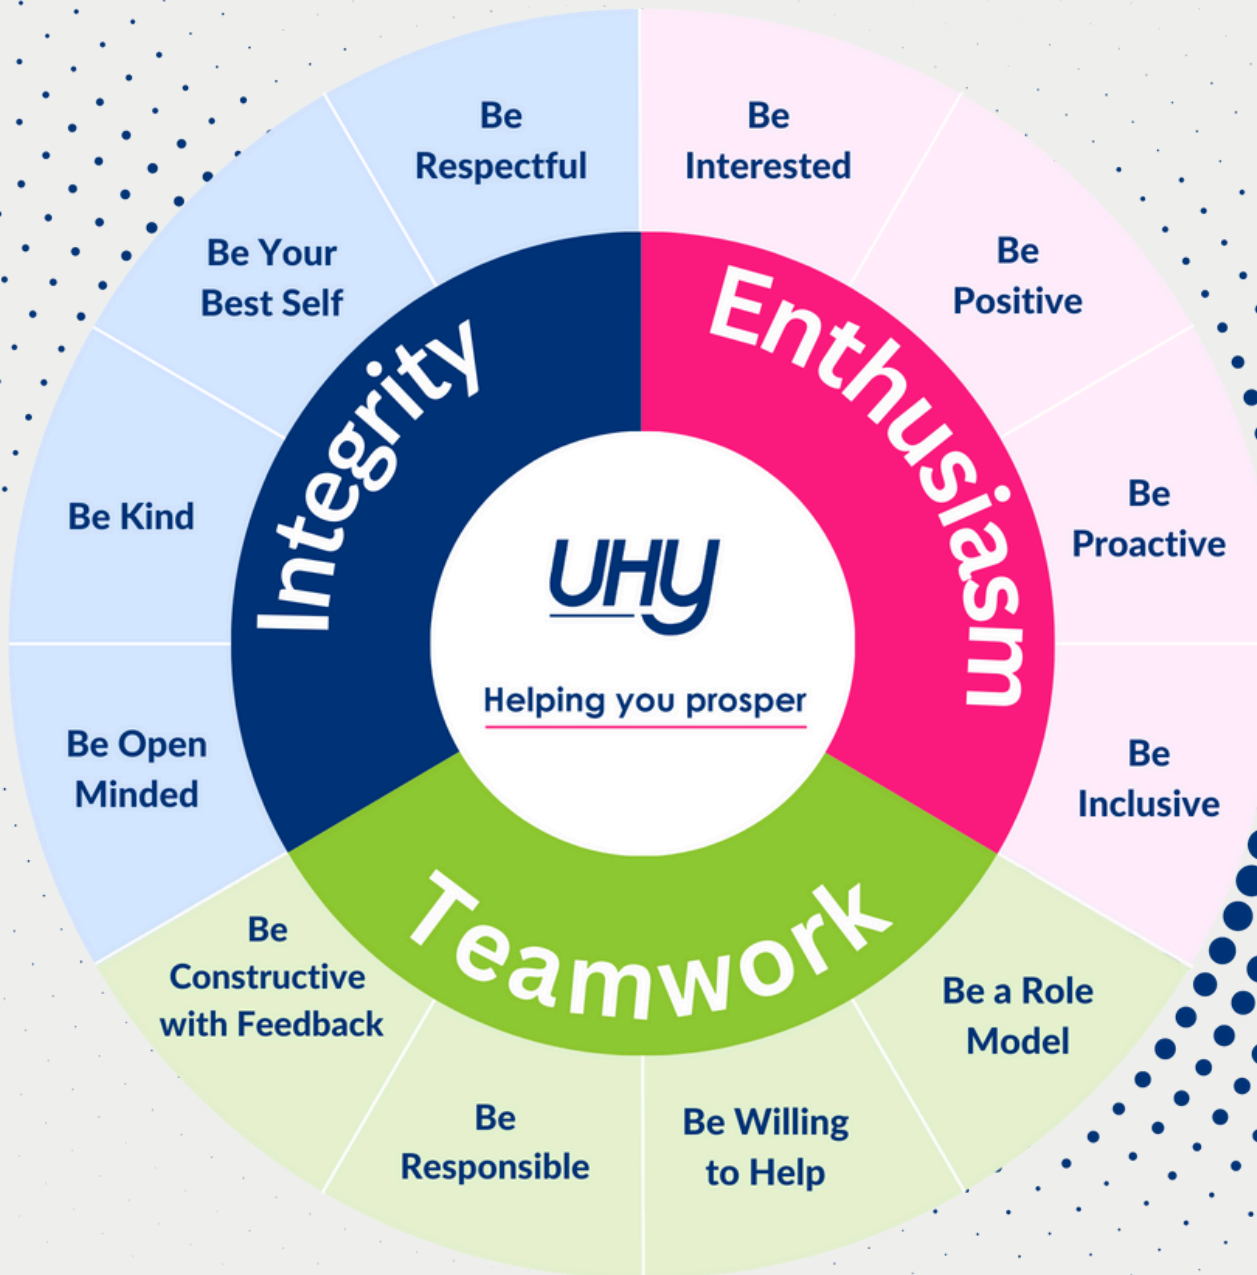 Be
Respectful
Be
Interested
Be Your
Best Self
Be
Positive
Integrity
Enthusiasm
Be Kind
Be
Proactive
UHY
Helping you prosper
Be Open
Minded
Be
Inclusive
Teamwork
Be
Constructive
with Feedback
Be a Role
Model
Be
Responsible
Be Willing
to Help